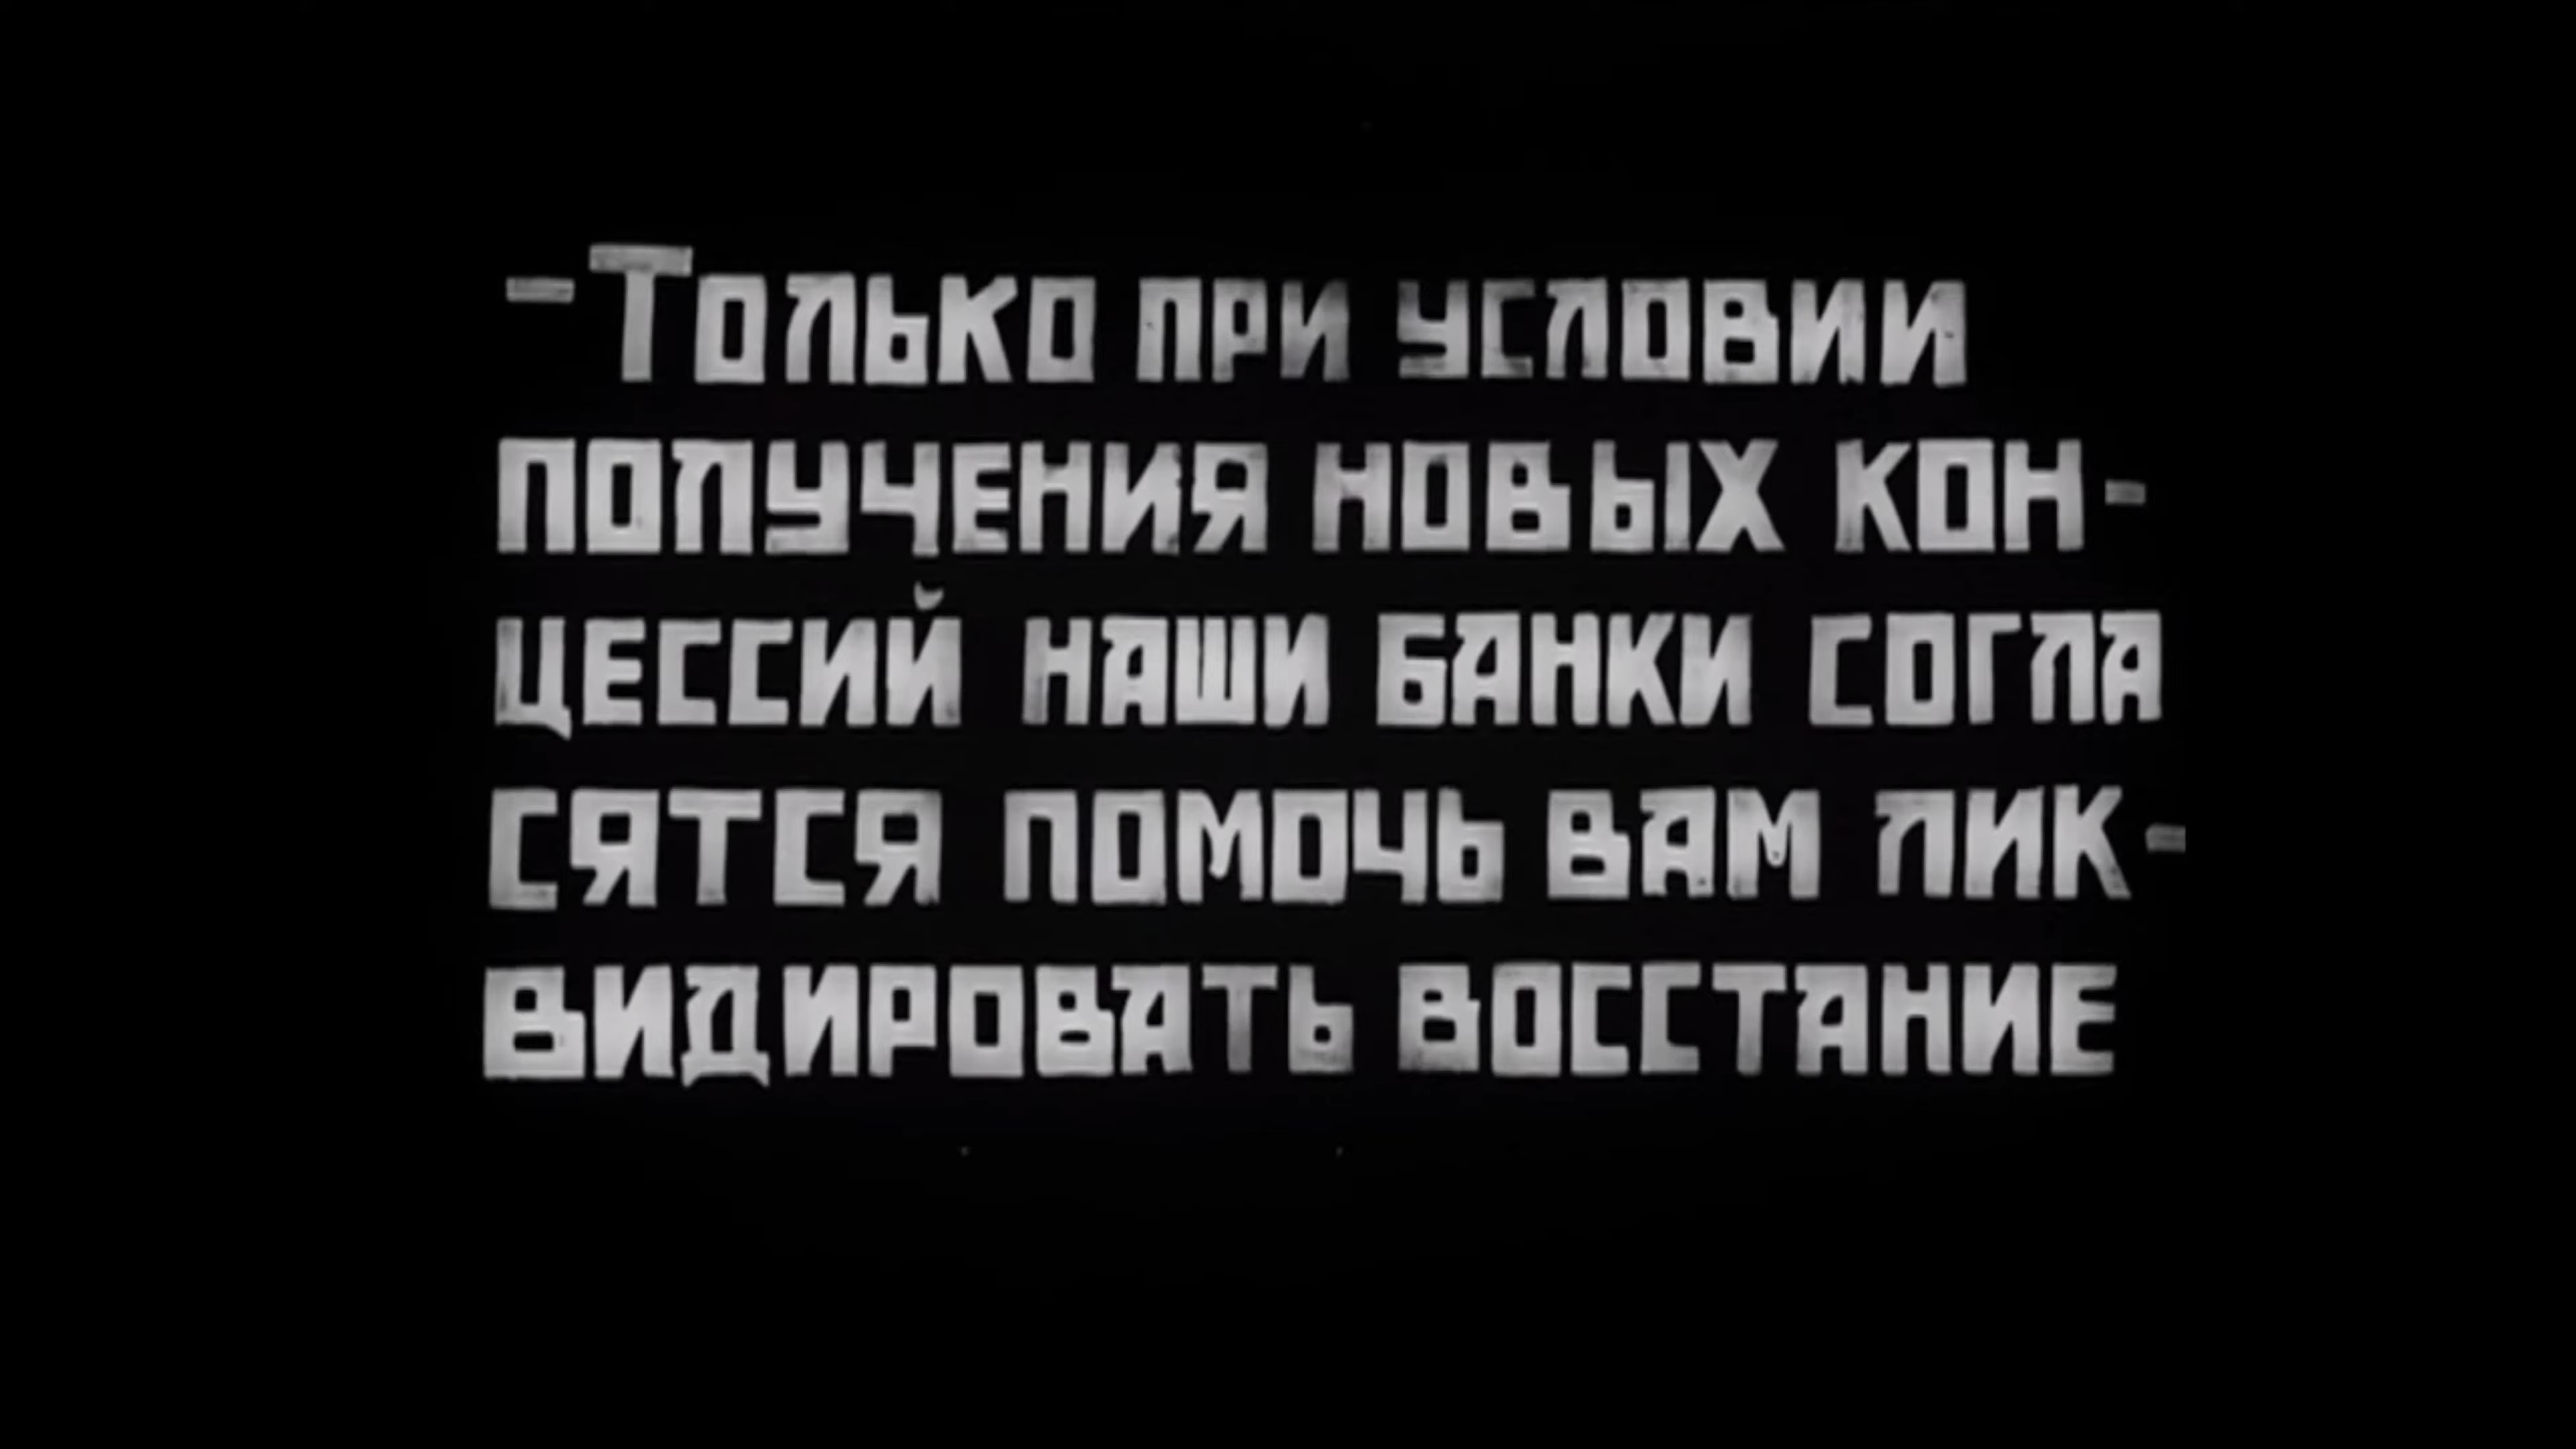 -Только при условии
получения новых кон-
цессий наши банки согла
сятся помочь вам лик-
видировать восстание